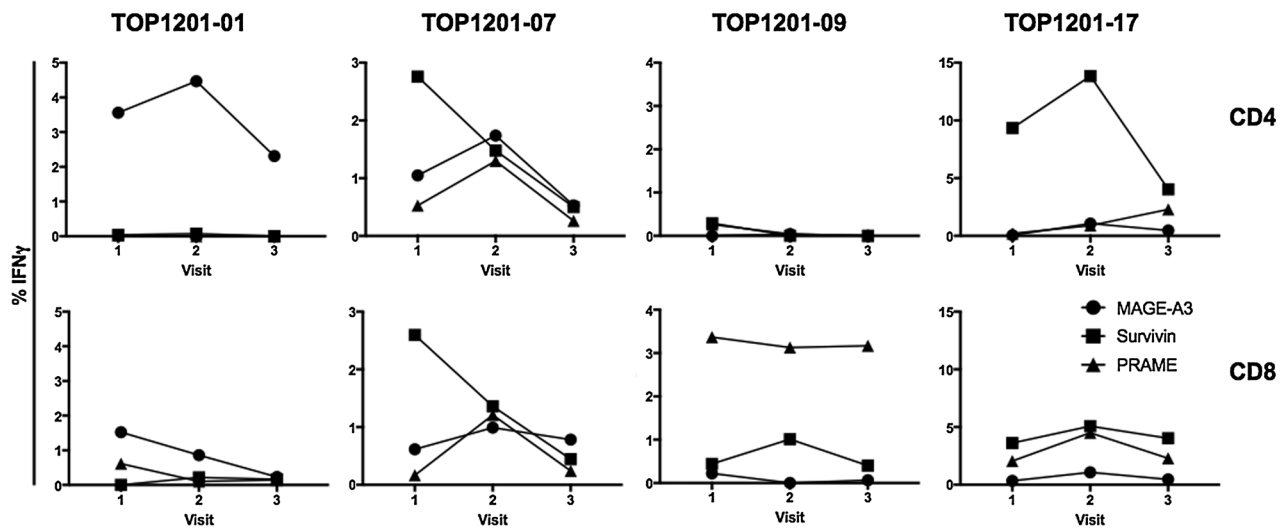 TOP1201-01 TOP1201-07 TOP1201-09 TOP1201-17
5 3 4 15
4
3
10
3 2
CD4
2
2
1 5
1 1
0 0 0 0
1 2 3 1 2 3 1 2 3 1 2 3
Visit Visit Visit Visit
% IFNγ
5 3 4 15
MAGE-A3
4
3
10
Survivin
3 2
PRAME
CD8
2
2
1 5
1 1
0 0 0 0
1 2 3 1 2 3 1 2 3 1 2 3
Visit Visit Visit Visit